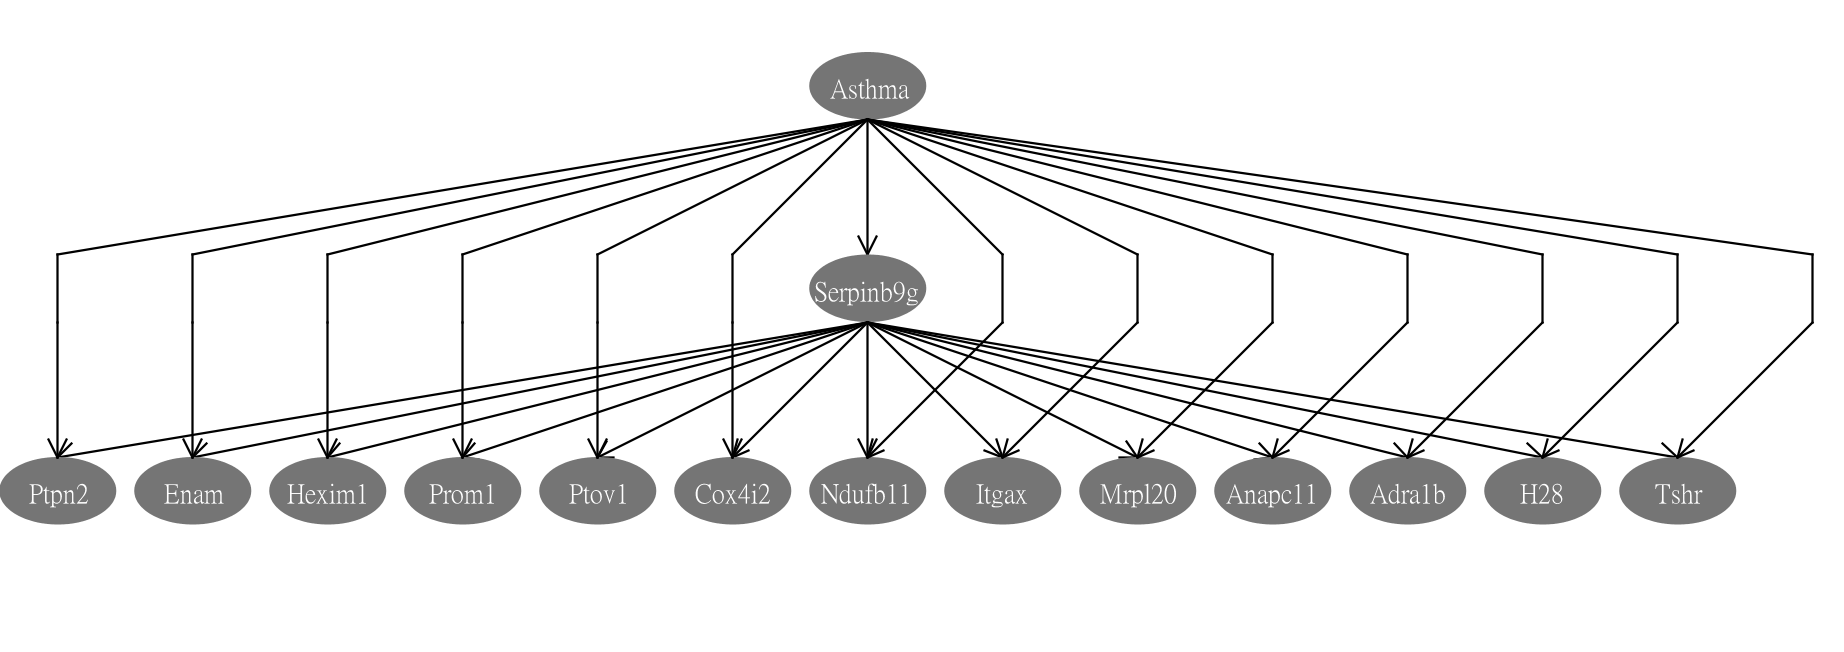 Asthma
Serpinb9g
Ptpn2 Enam Hexim1 Prom1 Ptov1 Cox4i2 Ndufb11 Itgax Mrpl20 Anapc11 Adra1b H28 Tshr